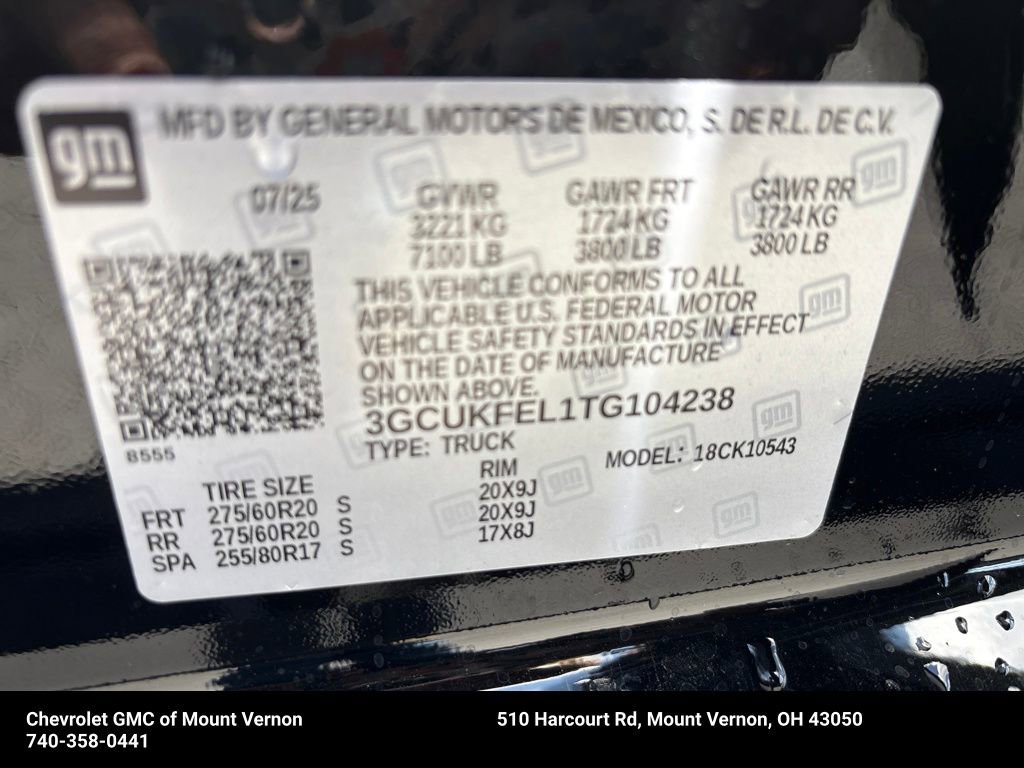 gm
MFD BY GENERAL MOTORS DE MEXICO, S. DE R.L. DE C.V.
07/25 GVWR GAWR FRT GAWR RR
3221 KG 1724 KG 1724 KG
7100 LB 3800 LB 3800 LB
THIS VEHICLE CONFORMS TO ALL
APPLICABLE U.S. FEDERAL MOTOR
VEHICLE SAFETY STANDARDS IN EFFECT
ON THE DATE OF MANUFACTURE
SHOWN ABOVE.
3GCUKFEL1TG104238
8555
TYPE: TRUCK MODEL: 18CK10543
TIRE SIZE RIM
FRT 275/60R20 S 20X9J
RR 275/60R20 S 20X9J
SPA 255/80R17 S 17X8J
Chevrolet GMC of Mount Vernon 510 Harcourt Rd, Mount Vernon, OH 43050
740-358-0441